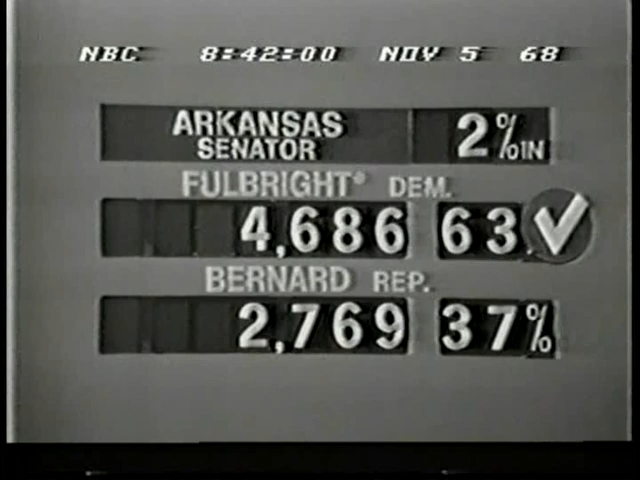 NBC 8:42:00 NOV 5 68
ARKANSAS
SENATOR
2% IN
FULBRIGHT* DEM.
4,686 63
BERNARD REP.
2,769 37%